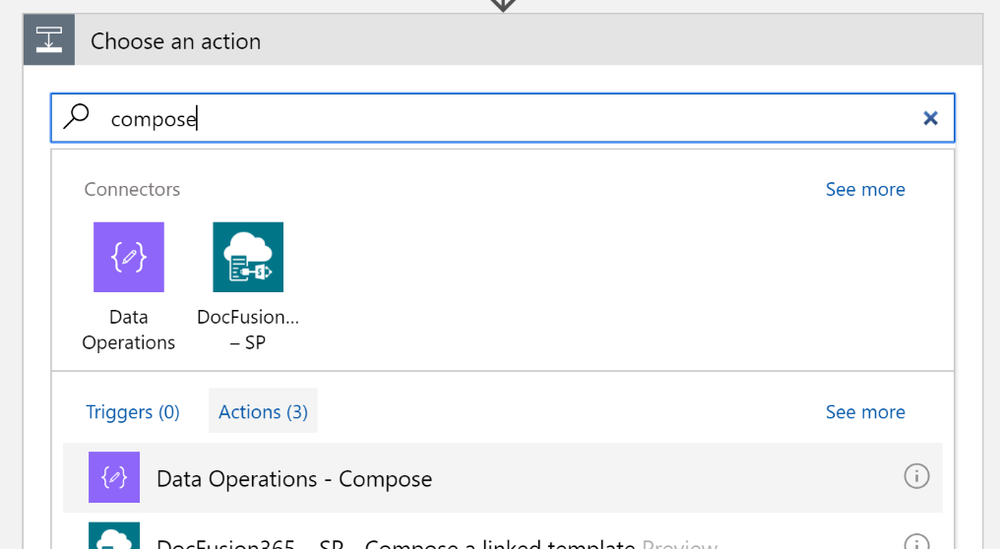 Choose an action
compose
Connectors
See more
Data
Operations
DocFusion...
– SP
Triggers (0)
Actions (3)
See more
Data Operations - Compose
DocFusion365 – SP - Compose a linked template Preview